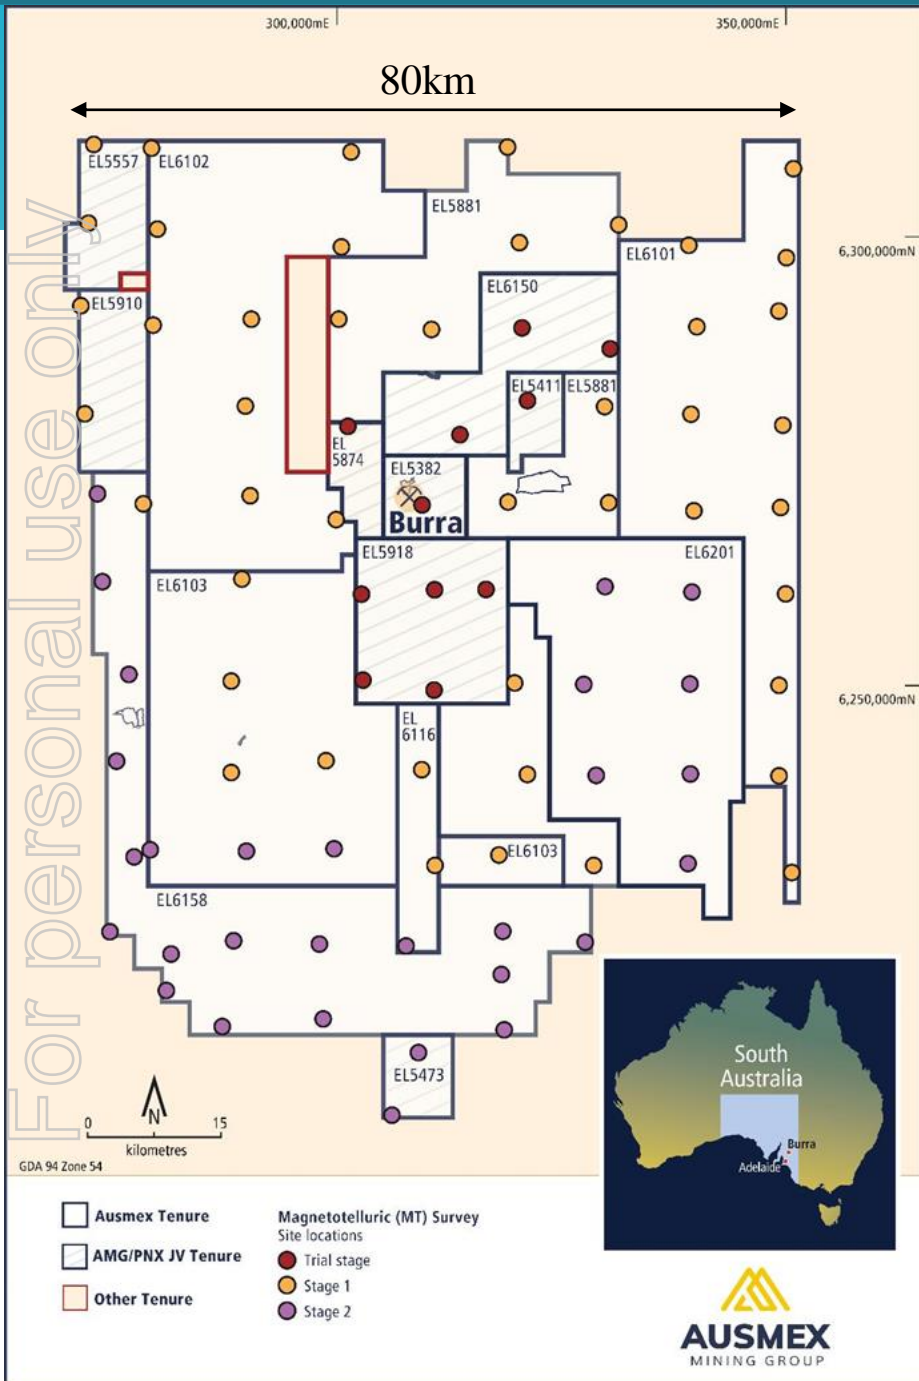 300,000mE
350,000mE
80km
EL5557
EL6102
EL5881
6,300,000mN
EL6101
EL6150
EL5910
EL5411
EL5881
EL
5874
EL5382
Burra
EL5918
EL6201
EL6103
6,250,000mN
EL
6116
EL6103
EL6158
EL5473
For personal use only
N
0
15
kilometres
GDA 94 Zone 54
South
Australia
Burra
Adelaide
Ausmex Tenure
AMG/PNX JV Tenure
Other Tenure
Magnetotelluric (MT) Survey
Site locations
Trial stage
Stage 1
Stage 2
AUSMEX
MINING GROUP